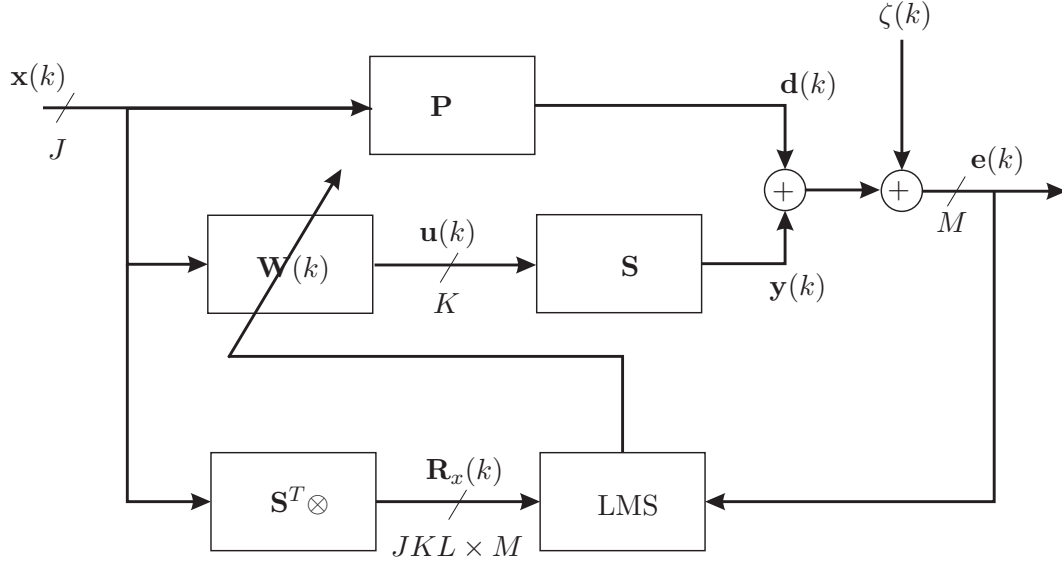 ζ(k)
x(k)
J
P
d(k)
+
+
e(k)
M
W(k)
u(k)
K
S
y(k)
S^T ⊗
R_x(k)
JKL × M
LMS